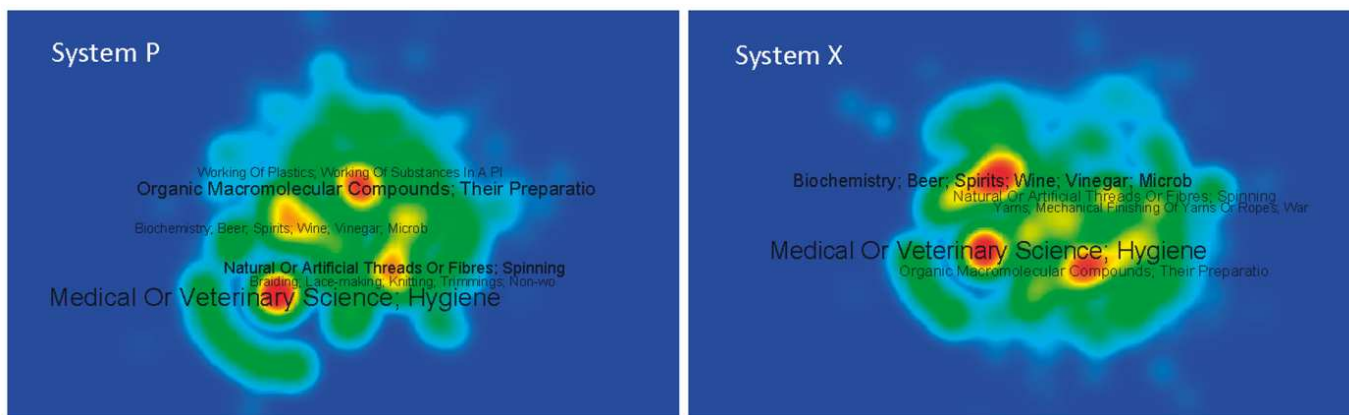 System P
Working Of Plastics; Working Of Substances In A Pl
Organic Macromolecular Compounds; Their Preparatio
Biochemistry; Beer; Spirits; Wine; Vinegar; Microb
Natural Or Artificial Threads Or Fibres; Spinning
Braiding; Lace-making; Knitting; Trimmings; Non-wo
Medical Or Veterinary Science; Hygiene
System X
Biochemistry; Beer; Spirits; Wine; Vinegar; Microb
Natural Or Artificial Threads Or Fibres; Spinning
Yarns; Mechanical Finishing Of Yarns Or Ropes; War
Medical Or Veterinary Science; Hygiene
Organic Macromolecular Compounds; Their Preparatio